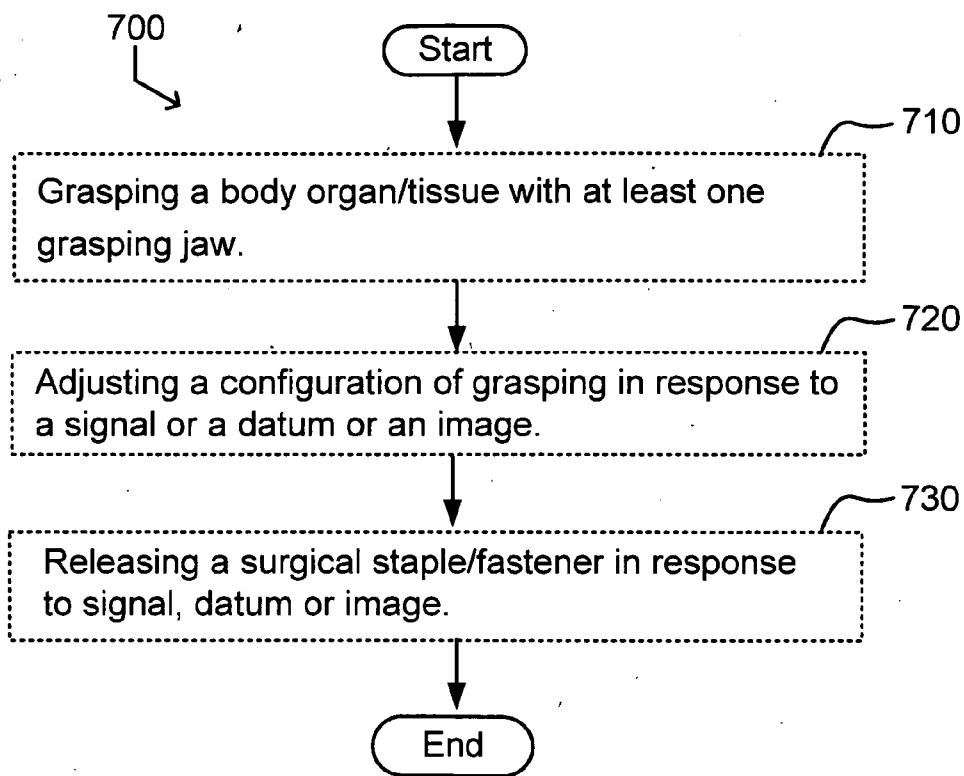 700
Start
710
Grasping a body organ/tissue with at least one
grasping jaw.
720
Adjusting a configuration of grasping in response to
a signal or a datum or an image.
730
Releasing a surgical staple/fastener in response
to signal, datum or image.
End